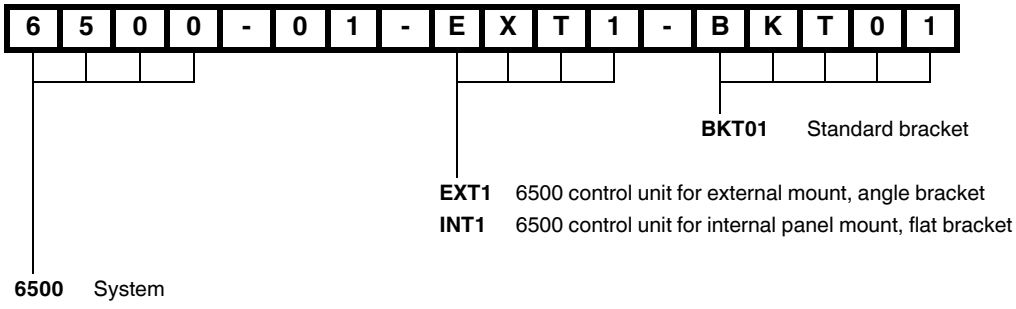 6500-01-EXT1-BKT01
BKT01 Standard bracket
EXT1 6500 control unit for external mount, angle bracket
INT1 6500 control unit for internal panel mount, flat bracket
6500 System